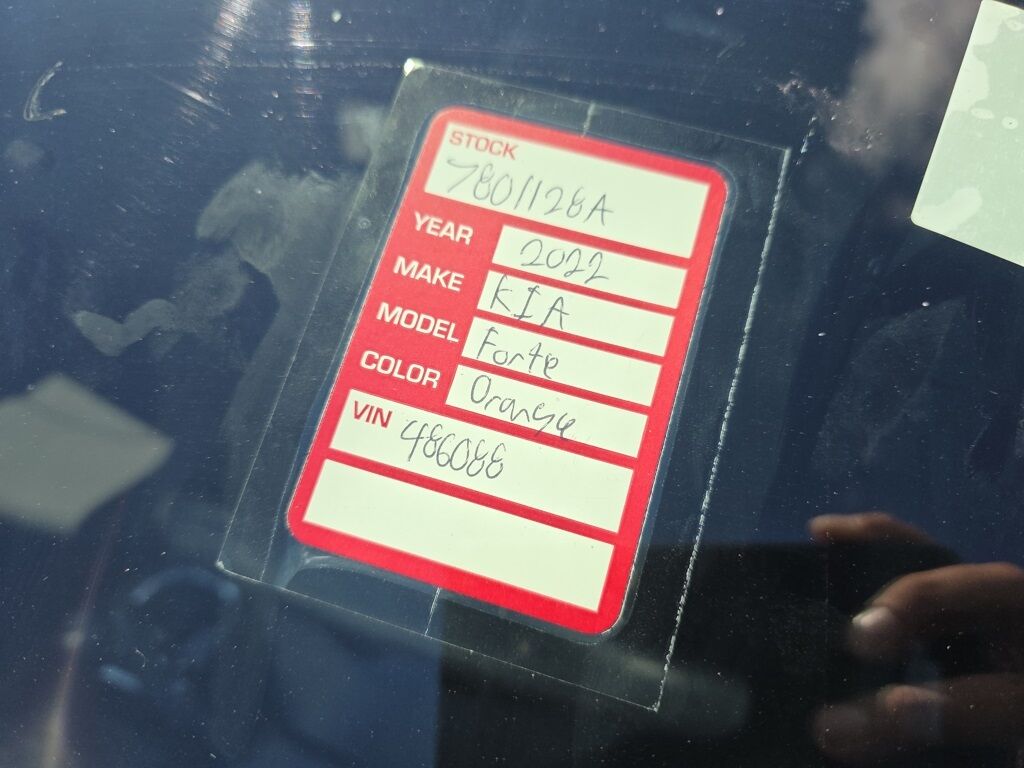 STOCK
7801128A
YEAR 2022
MAKE KIA
MODEL Forte
COLOR Orange
VIN 486088